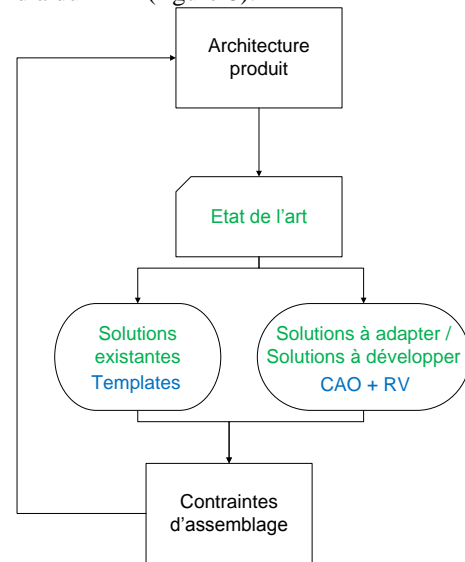 Architecture
produit
Etat de l'art
Solutions
existantes
Templates
Solutions à adapter /
Solutions à développer
CAO + RV
Contraintes
d'assemblage